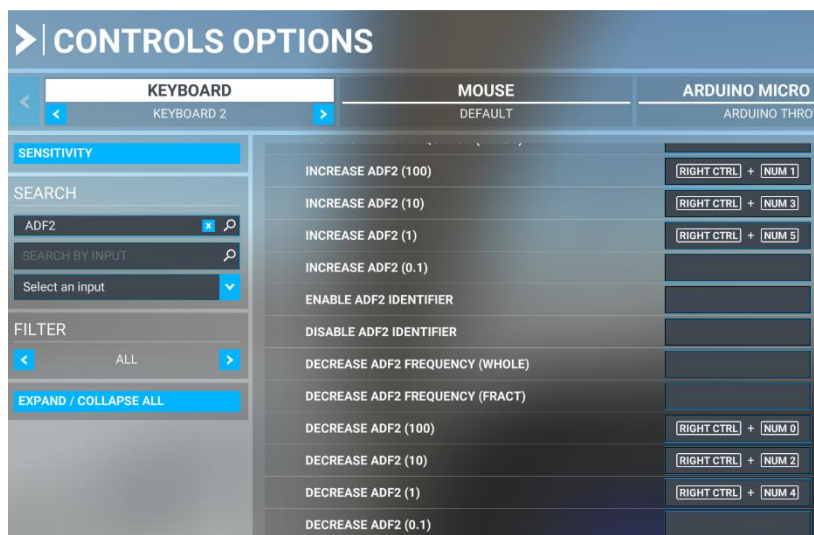 CONTROLS OPTIONS
KEYBOARD
KEYBOARD 2
MOUSE
DEFAULT
ARDUINO MICRO
ARDUINO THRO
SENSITIVITY
SEARCH
ADF2
SEARCH BY INPUT
Select an input
FILTER
ALL
EXPAND / COLLAPSE ALL
INCREASE ADF2 (100) RIGHT CTRL + NUM 1
INCREASE ADF2 (10) RIGHT CTRL + NUM 3
INCREASE ADF2 (1) RIGHT CTRL + NUM 5
INCREASE ADF2 (0.1)
ENABLE ADF2 IDENTIFIER
DISABLE ADF2 IDENTIFIER
DECREASE ADF2 FREQUENCY (WHOLE)
DECREASE ADF2 FREQUENCY (FRACT)
DECREASE ADF2 (100) RIGHT CTRL + NUM 0
DECREASE ADF2 (10) RIGHT CTRL + NUM 2
DECREASE ADF2 (1) RIGHT CTRL + NUM 4
DECREASE ADF2 (0.1)